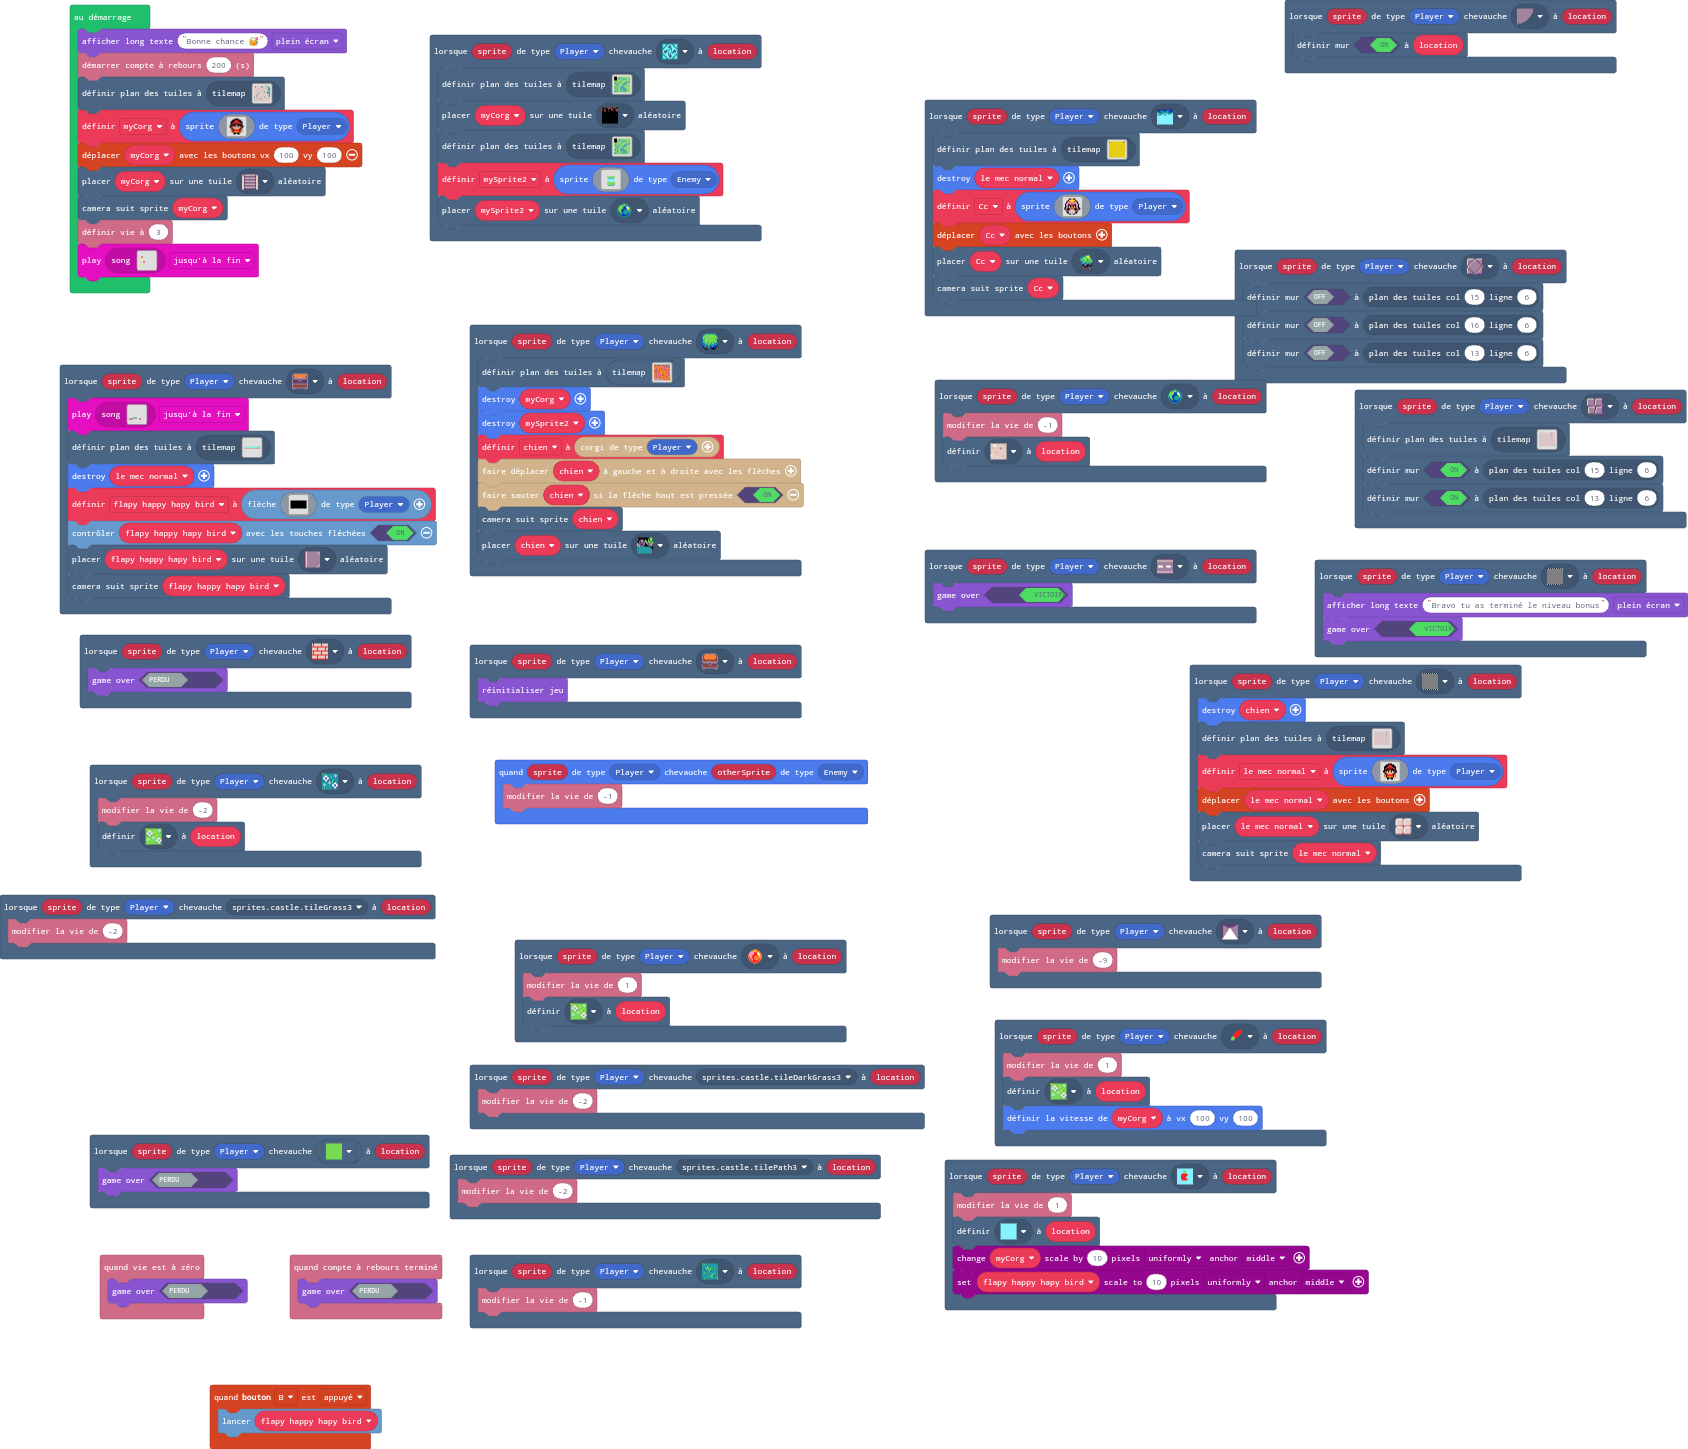 au démarrage
afficher long texte "Bonne chance 🥳" plein écran
démarrer compte à rebours 200 (s)
définir plan des tuiles à tilemap
définir myCorg à sprite de type Player
déplacer myCorg avec les boutons vx 100 vy 100
placer myCorg sur une tuile aléatoire
camera suit sprite myCorg
définir vie à 3
play song jusqu'à la fin
lorsque sprite de type Player chevauche à location
définir plan des tuiles à tilemap
placer myCorg sur une tuile aléatoire
définir plan des tuiles à tilemap
définir mySprite2 à sprite de type Enemy
placer mySprite2 sur une tuile aléatoire
lorsque sprite de type Player chevauche à location
définir mur ON à location
lorsque sprite de type Player chevauche à location
définir plan des tuiles à tilemap
destroy le mec normal
définir Cc à sprite de type Player
déplacer Cc avec les boutons
placer Cc sur une tuile aléatoire
camera suit sprite Cc
lorsque sprite de type Player chevauche à location
définir mur OFF à plan des tuiles col 15 ligne 6
définir mur OFF à plan des tuiles col 16 ligne 6
définir mur OFF à plan des tuiles col 13 ligne 6
lorsque sprite de type Player chevauche à location
play song jusqu'à la fin
définir plan des tuiles à tilemap
destroy le mec normal
définir flapy happy hapy bird à flèche de type Player
contrôler flapy happy hapy bird avec les touches fléchées ON
placer flapy happy hapy bird sur une tuile aléatoire
camera suit sprite flapy happy hapy bird
lorsque sprite de type Player chevauche à location
définir plan des tuiles à tilemap
destroy myCorg
destroy mySprite2
définir chien à corgi de type Player
faire déplacer chien à gauche et à droite avec les flèches
faire sauter chien si la flèche haut est pressée ON
camera suit sprite chien
placer chien sur une tuile aléatoire
lorsque sprite de type Player chevauche à location
modifier la vie de -1
définir à location
lorsque sprite de type Player chevauche à location
définir plan des tuiles à tilemap
définir mur ON à plan des tuiles col 15 ligne 6
définir mur ON à plan des tuiles col 13 ligne 6
lorsque sprite de type Player chevauche à location
game over VICTOIRE
lorsque sprite de type Player chevauche à location
afficher long texte "Bravo tu as terminé le niveau bonus" plein écran
game over VICTOIRE
lorsque sprite de type Player chevauche à location
game over PERDU
lorsque sprite de type Player chevauche à location
réinitialiser jeu
lorsque sprite de type Player chevauche à location
destroy chien
définir plan des tuiles à tilemap
définir le mec normal à sprite de type Player
déplacer le mec normal avec les boutons
placer le mec normal sur une tuile aléatoire
camera suit sprite le mec normal
lorsque sprite de type Player chevauche à location
modifier la vie de -2
définir à location
quand sprite de type Player chevauche otherSprite de type Enemy
modifier la vie de -1
lorsque sprite de type Player chevauche sprites.castle.tileGrass3 à location
modifier la vie de -2
lorsque sprite de type Player chevauche à location
modifier la vie de 1
définir à location
lorsque sprite de type Player chevauche à location
modifier la vie de -9
lorsque sprite de type Player chevauche à location
modifier la vie de 1
définir à location
définir la vitesse de myCorg à vx 100 vy 100
lorsque sprite de type Player chevauche sprites.castle.tileDarkGrass3 à location
modifier la vie de -2
lorsque sprite de type Player chevauche à location
game over PERDU
lorsque sprite de type Player chevauche sprites.castle.tilePath3 à location
modifier la vie de -2
lorsque sprite de type Player chevauche à location
modifier la vie de 1
définir à location
change myCorg scale by 10 pixels uniformly anchor middle
set flapy happy hapy bird scale to 10 pixels uniformly anchor middle
quand vie est à zéro
game over PERDU
quand compte à rebours terminé
game over PERDU
lorsque sprite de type Player chevauche à location
modifier la vie de -1
quand bouton B est appuyé
lancer flapy happy hapy bird